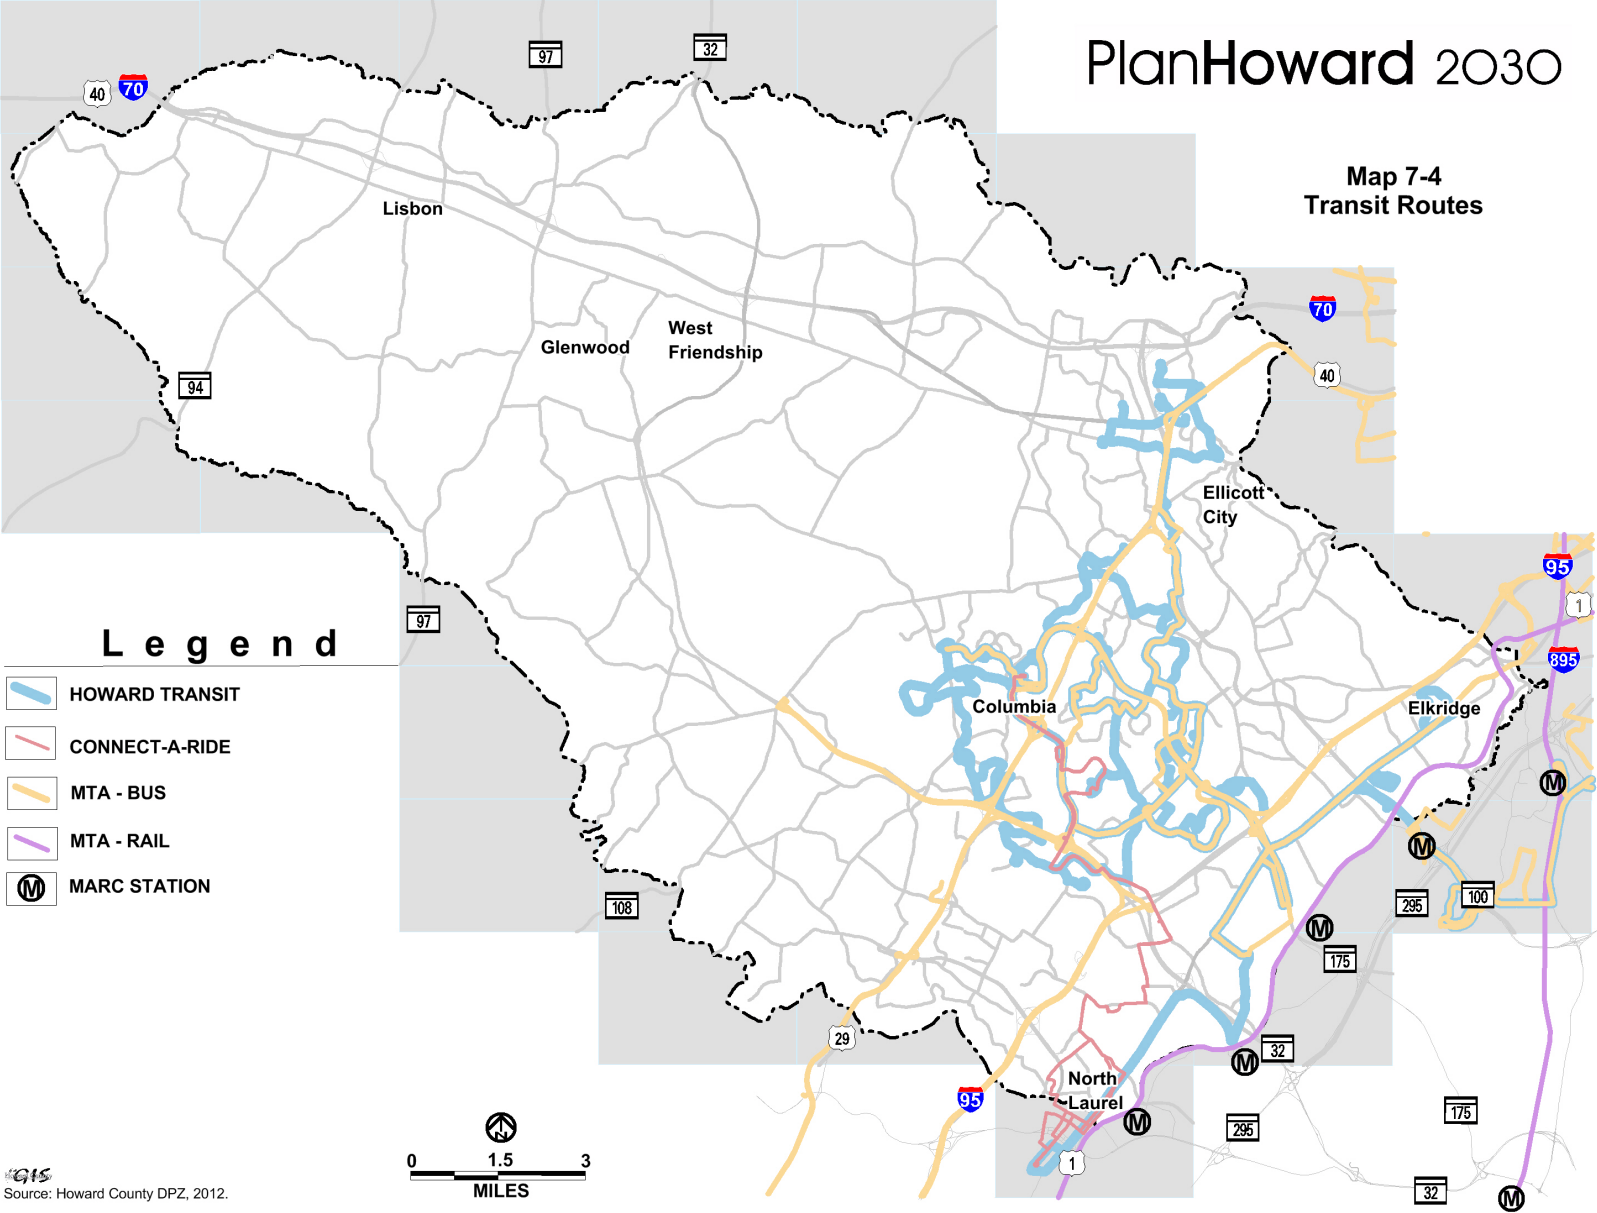 PlanHoward 2030
Map 7-4
Transit Routes
97
32
40
70
Lisbon
70
West
Friendship
Glenwood
40
94
Ellicott
City
95
1
97
895
Legend
HOWARD TRANSIT
CONNECT-A-RIDE
MTA - BUS
MTA - RAIL
M
MARC STATION
Columbia
Elkridge
M
M
108
295
100
M
175
29
32
M
North
Laurel
95
175
M
295
1
32
M
N
0 1.5 3
MILES
GIS
Source: Howard County DPZ, 2012.